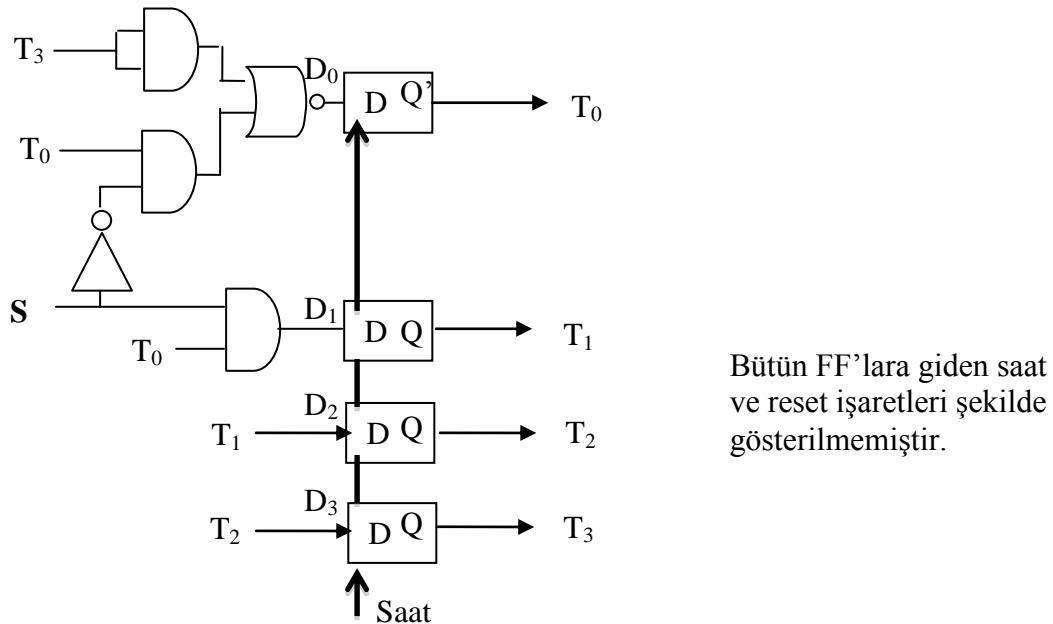 T₃
D₀
D Q’
T₀
T₀
S
D₁
D Q
T₁
T₀
D₂
T₁
D Q
T₂
D₃
T₂
D Q
T₃
Saat
Bütün FF’lara giden saat
ve reset işaretleri şekilde
gösterilmemiştir.